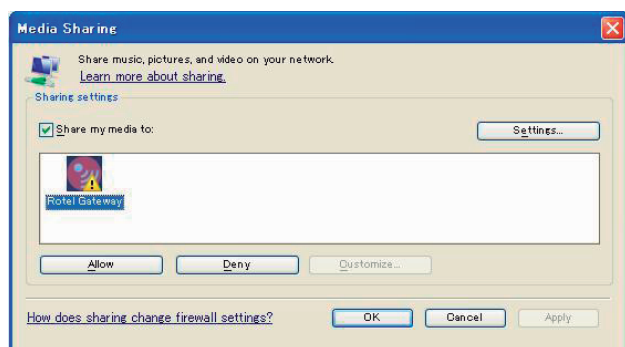 Media Sharing
Share music, pictures, and video on your network.
Learn more about sharing.
Sharing settings
Share my media to:
Settings...
Rotel Gateway
Allow
Deny
Customize...
How does sharing change firewall settings?
OK
Cancel
Apply